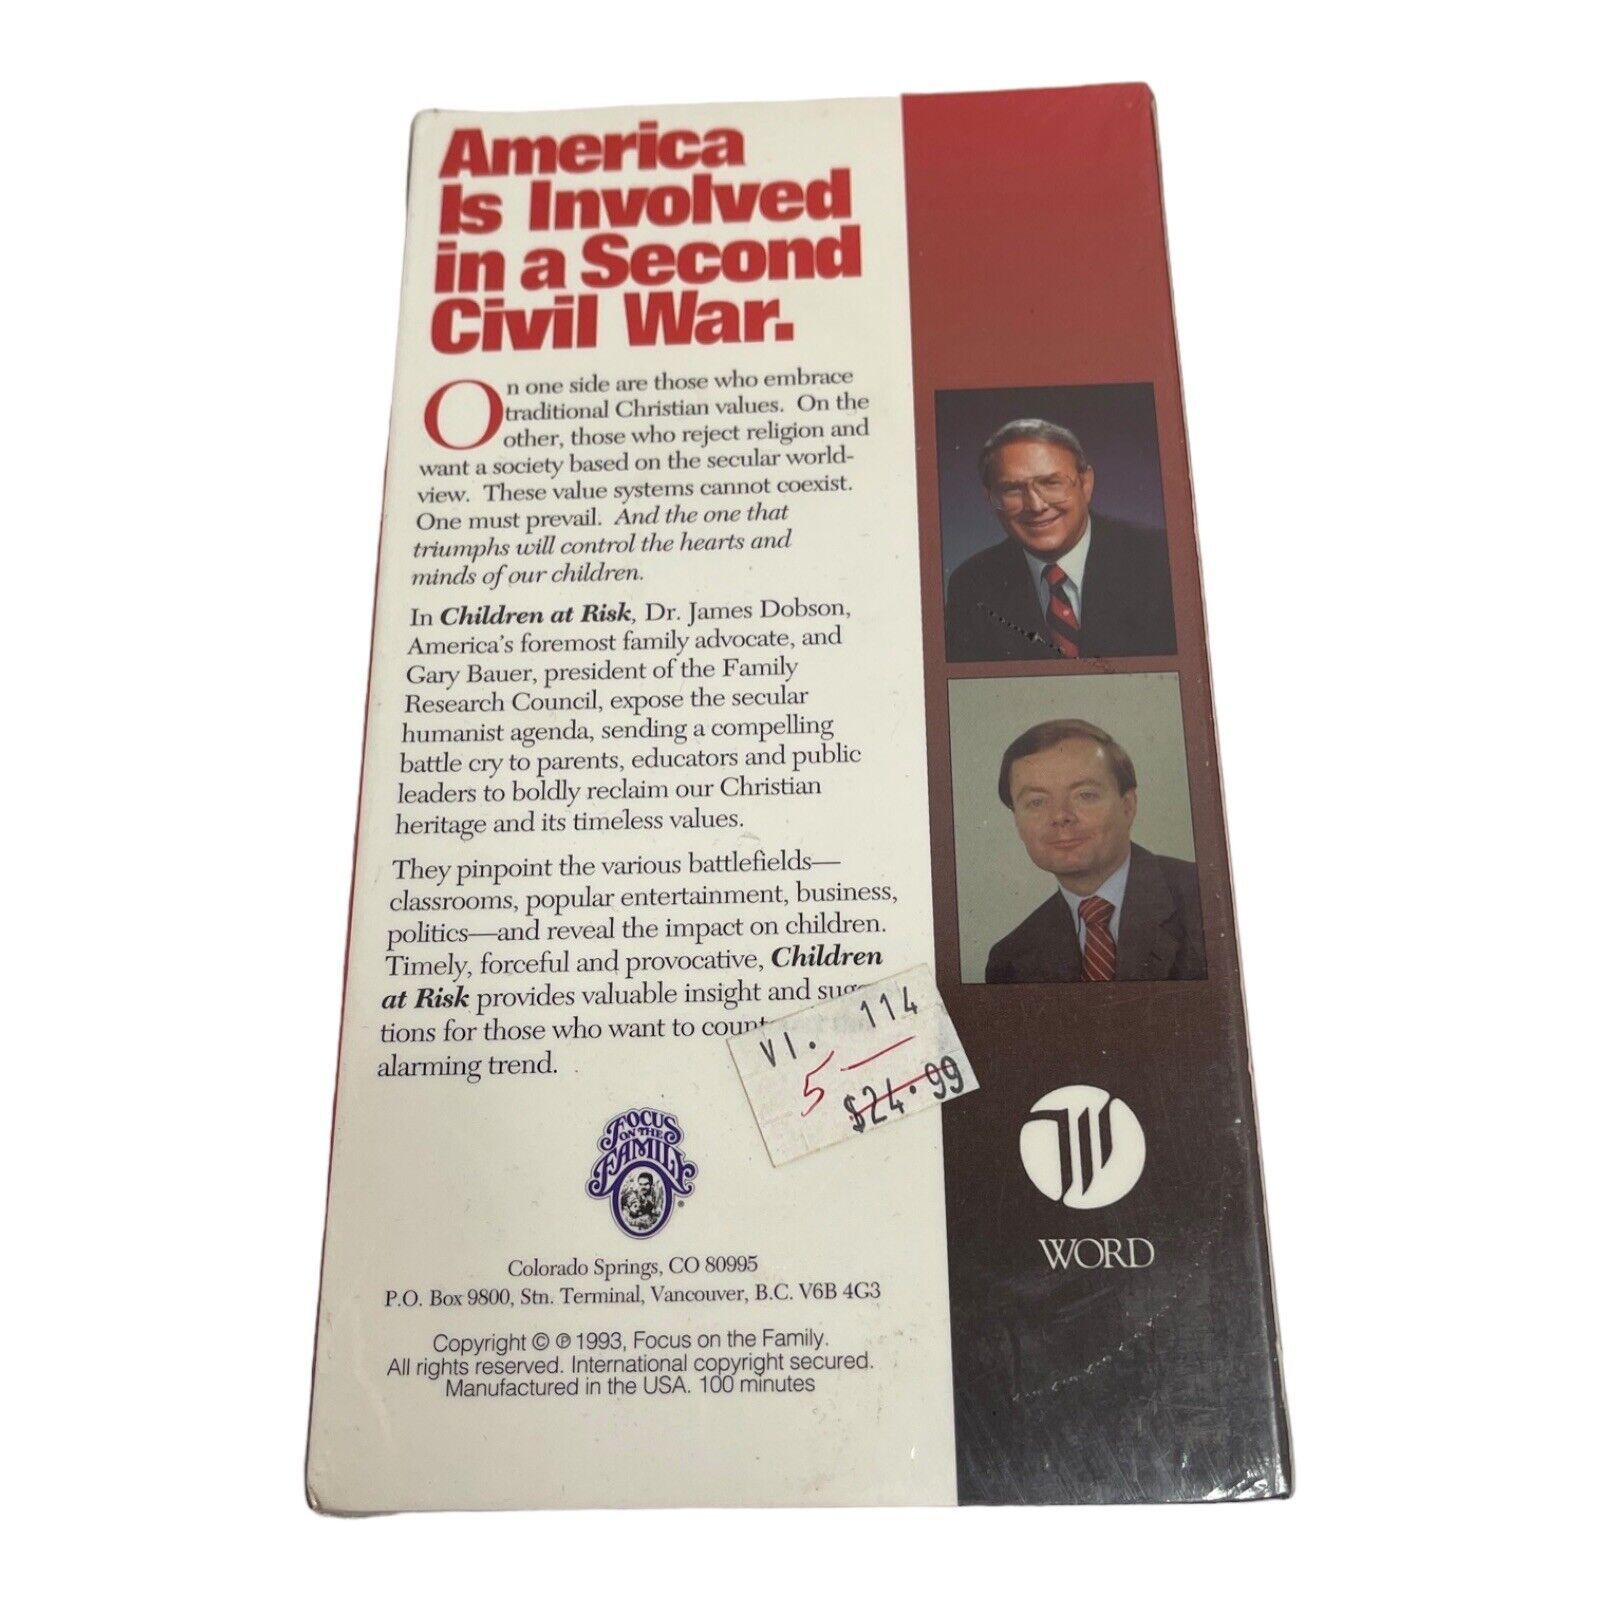 America
Is Involved
in a Second
Civil War.
On one side are those who embrace
traditional Christian values. On the
other, those who reject religion and
want a society based on the secular world-
view. These value systems cannot coexist.
One must prevail. And the one that
triumphs will control the hearts and
minds of our children.
In Children at Risk, Dr. James Dobson,
America's foremost family advocate, and
Gary Bauer, president of the Family
Research Council, expose the secular
humanist agenda, sending a compelling
battle cry to parents, educators and public
leaders to boldly reclaim our Christian
heritage and its timeless values.
They pinpoint the various battlefields—
classrooms, popular entertainment, business,
politics—and reveal the impact on children.
Timely, forceful and provocative, Children
at Risk provides valuable insight and
tions for those who want to
alarming trend.
VI. 114
5—
$24.99
FOCUS
ON THE
FAMILY
®
Colorado Springs, CO 80995
P.O. Box 9800, Stn. Terminal, Vancouver, B.C. V6B 4G3
Copyright © ℗ 1993, Focus on the Family.
All rights reserved. International copyright secured.
Manufactured in the USA. 100 minutes
W
WORD